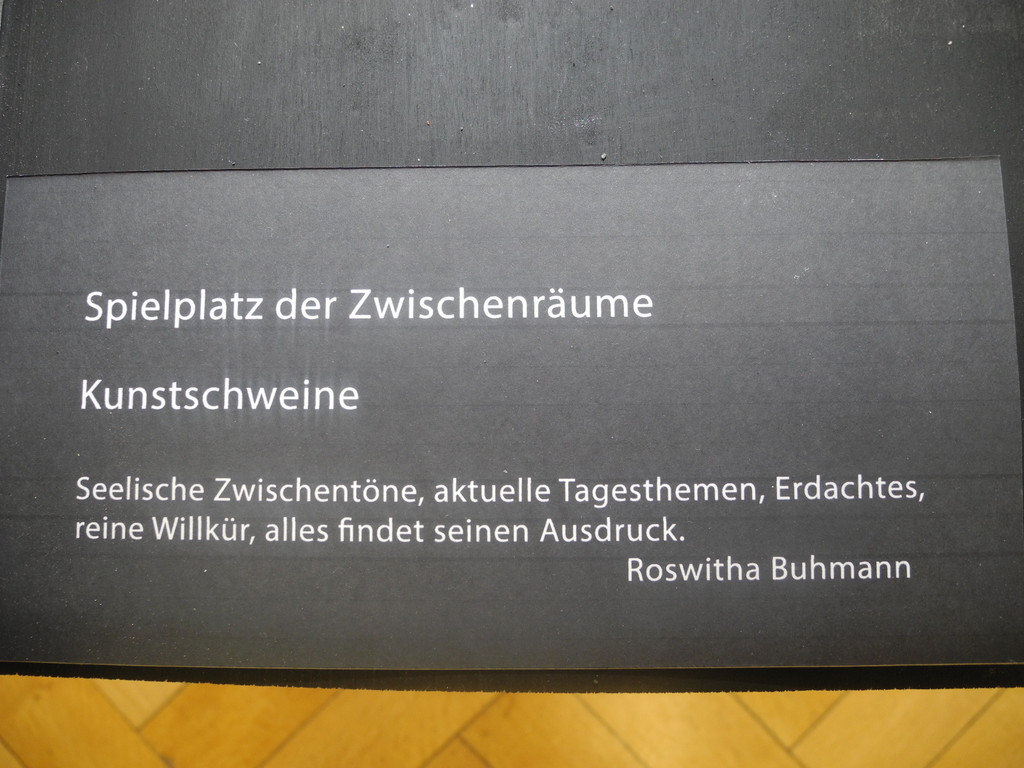 Spielplatz der Zwischenräume
Kunstschweine
Seelische Zwischentöne, aktuelle Tagesthemen, Erdachtes,
reine Willkür, alles findet seinen Ausdruck.
Roswitha Buhmann